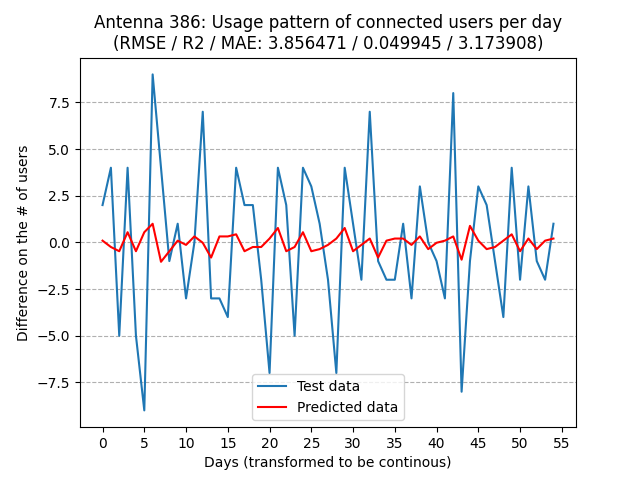 Antenna 386: Usage pattern of connected users per day
(RMSE / R2 / MAE: 3.856471 / 0.049945 / 3.173908)
Difference on the # of users
7.5
5.0
2.5
0.0
−2.5
−5.0
−7.5
Test data
Predicted data
0 5 10 15 20 25 30 35 40 45 50 55
Days (transformed to be continous)